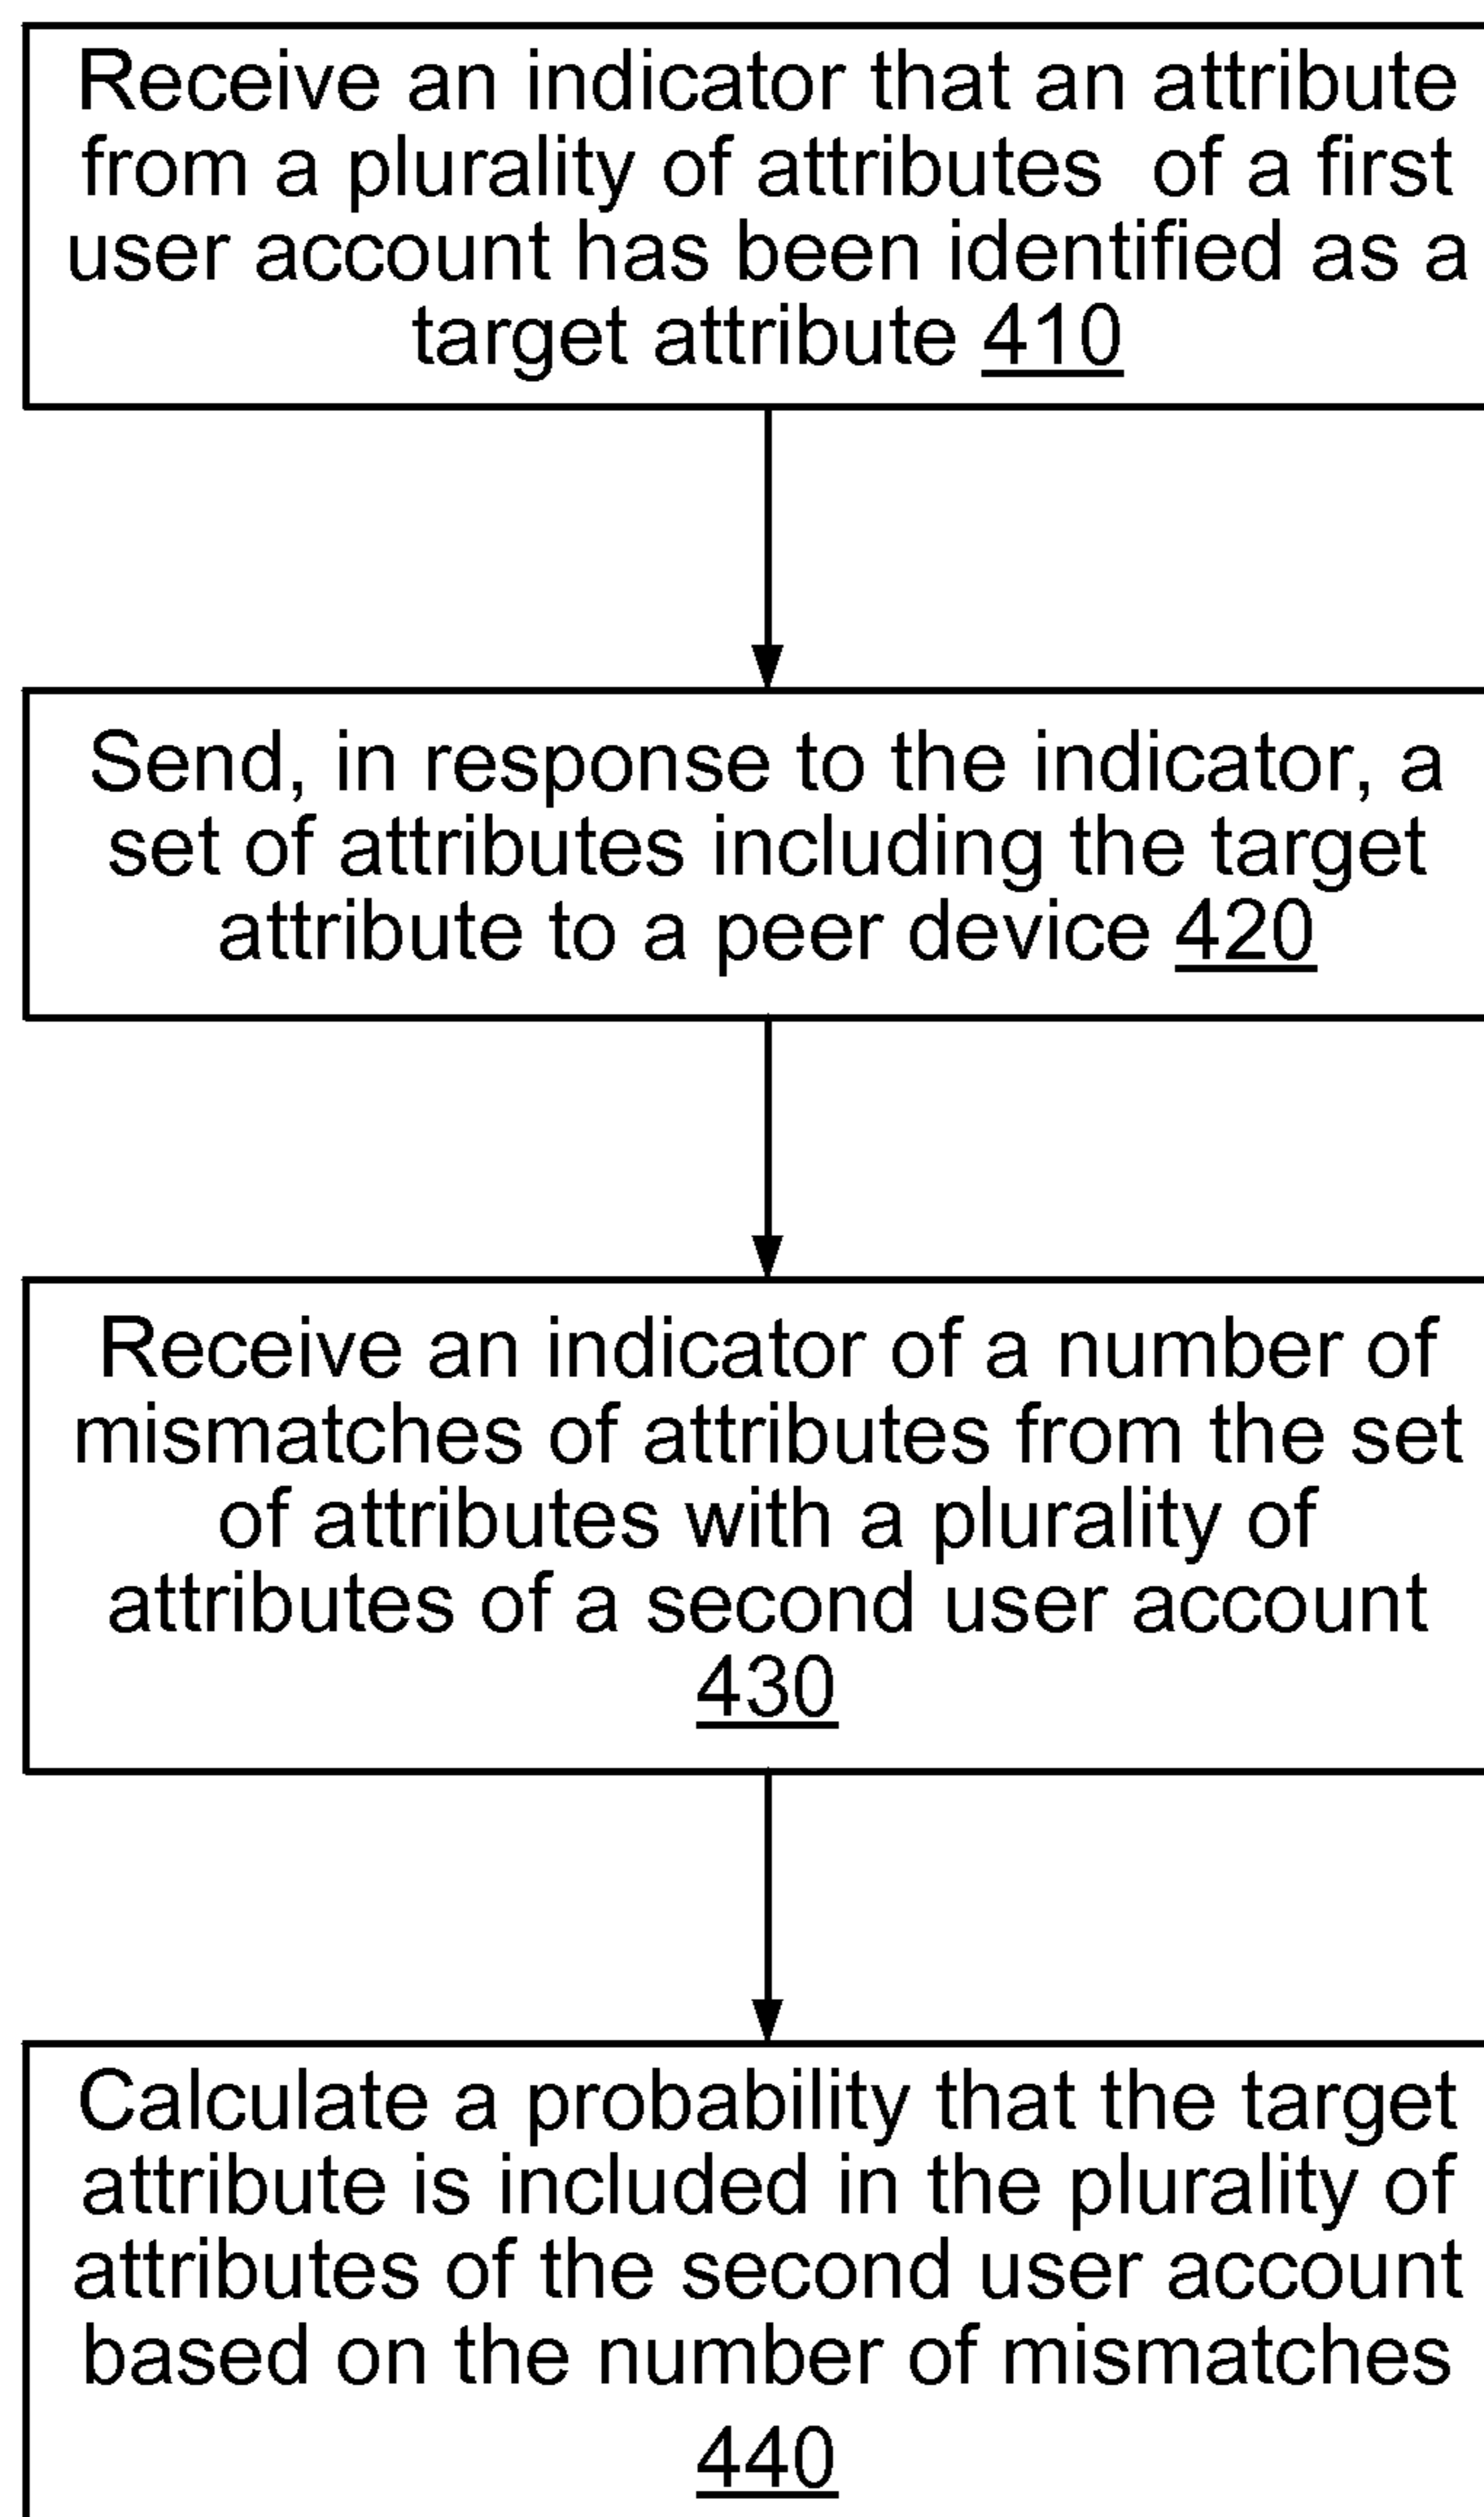 Receive an indicator that an attribute
from a plurality of attributes of a first
user account has been identified as a
target attribute 410
Send, in response to the indicator, a
set of attributes including the target
attribute to a peer device 420
Receive an indicator of a number of
mismatches of attributes from the set
of attributes with a plurality of
attributes of a second user account
430
Calculate a probability that the target
attribute is included in the plurality of
attributes of the second user account
based on the number of mismatches
440